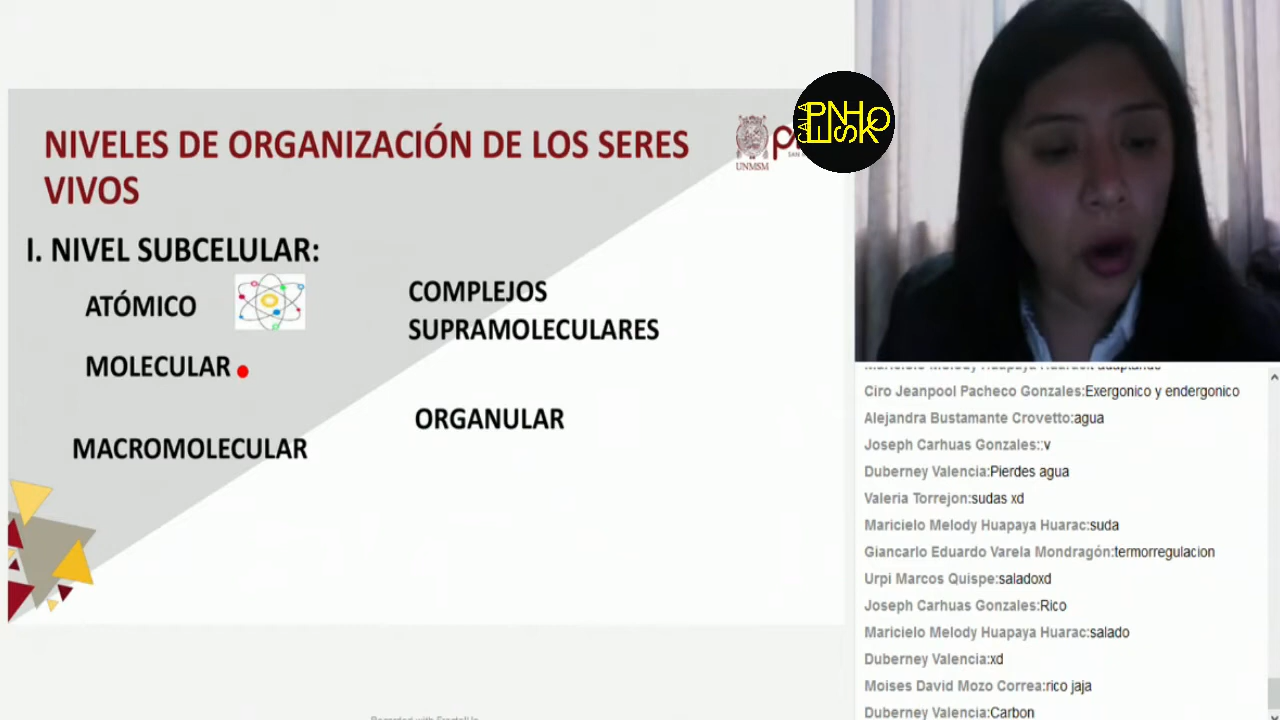 NIVELES DE ORGANIZACIÓN DE LOS SERES
VIVOS
UNMSM
I. NIVEL SUBCELULAR:
ATÓMICO
MOLECULAR
MACROMOLECULAR
COMPLEJOS
SUPRAMOLECULARES
ORGANULAR
Ciro Jeanpool Pacheco Gonzales:Exergonico y endergonico
Alejandra Bustamante Crovetto:agua
Joseph Carhuas Gonzales::v
Duberney Valencia:Pierdes agua
Valeria Torrejon:sudas xd
Maricielo Melody Huapaya Huarac:suda
Giancarlo Eduardo Varela Mondragón:termorregulacion
Urpi Marcos Quispe:saladoxd
Joseph Carhuas Gonzales:Rico
Maricielo Melody Huapaya Huarac:salado
Duberney Valencia:xd
Moises David Mozo Correa:rico jaja
Duberney Valencia:Carbon